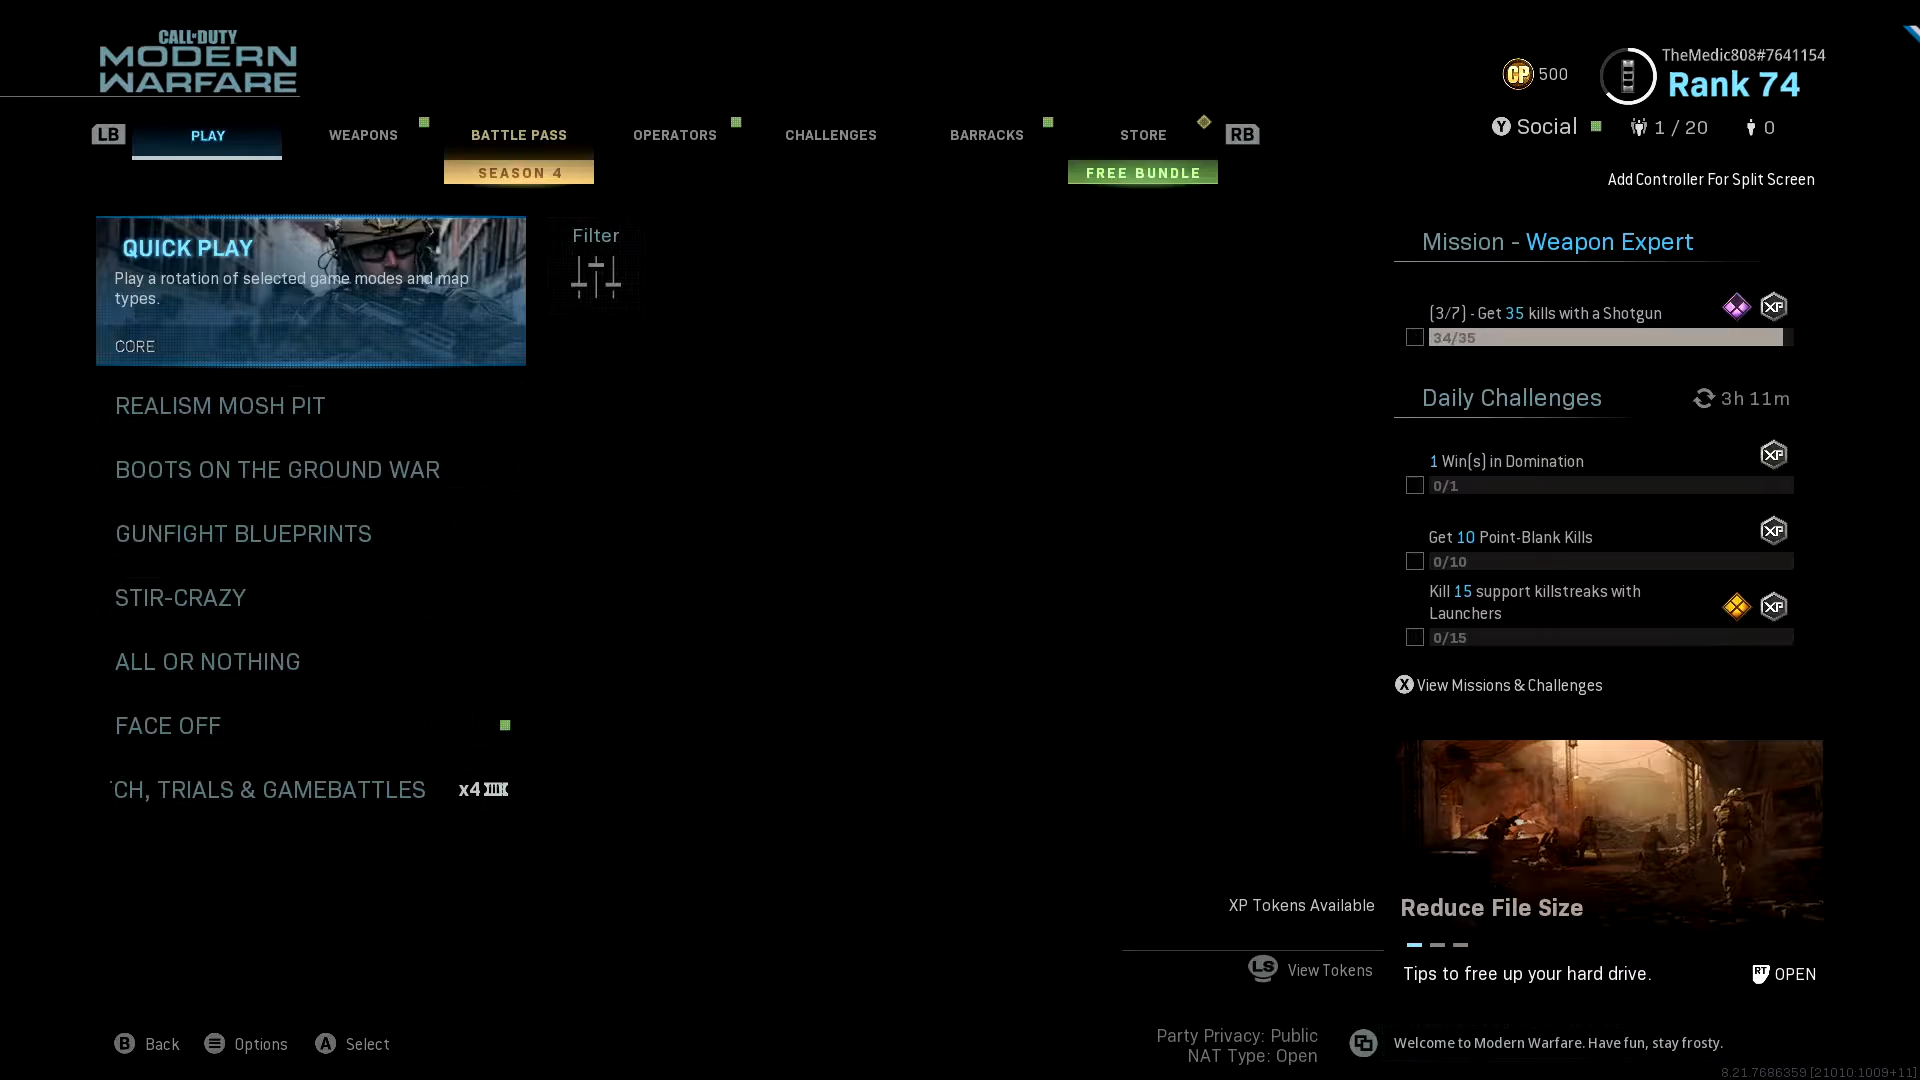 CALL OF DUTY
MODERN
WARFARE
CP 500
TheMedic808#7641154
Rank 74
LB
PLAY
WEAPONS
BATTLE PASS
OPERATORS
CHALLENGES
BARRACKS
STORE
RB
Y Social
1 / 20
0
SEASON 4
FREE BUNDLE
Add Controller For Split Screen
QUICK PLAY
Play a rotation of selected game modes and map
types.
CORE
Filter
REALISM MOSH PIT
BOOTS ON THE GROUND WAR
GUNFIGHT BLUEPRINTS
STIR-CRAZY
ALL OR NOTHING
FACE OFF
CH, TRIALS & GAMEBATTLES
x4
Mission - Weapon Expert
(3/7) - Get 35 kills with a Shotgun
XP
34/35
Daily Challenges
3h 11m
1 Win(s) in Domination
XP
0/1
Get 10 Point-Blank Kills
XP
0/10
Kill 15 support killstreaks with
Launchers
XP
0/15
X View Missions & Challenges
XP Tokens Available
LS View Tokens
Reduce File Size
Tips to free up your hard drive.
RT OPEN
B Back
Options
A Select
Party Privacy: Public
NAT Type: Open
Welcome to Modern Warfare. Have fun, stay frosty.
8.21.7686359 [21010:1009+11]